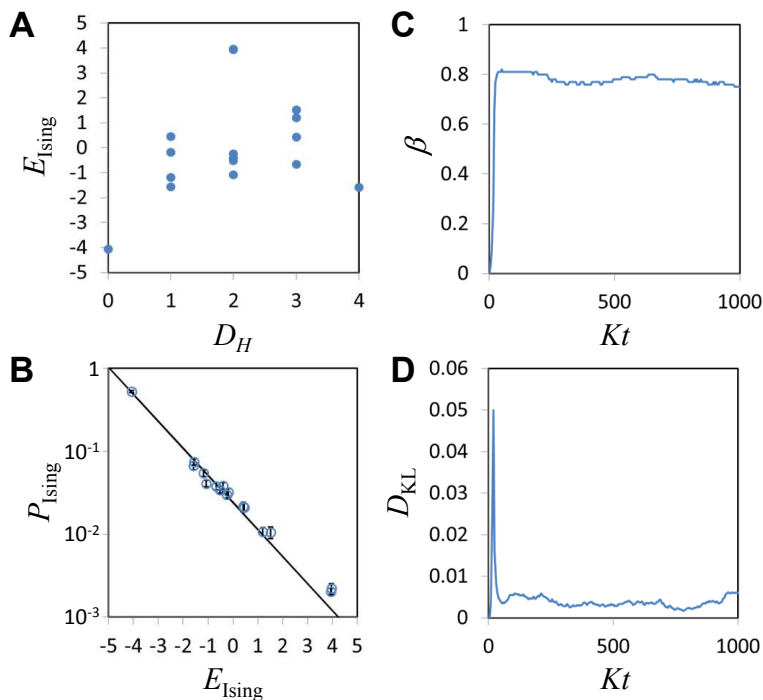 A
5
4
3
2
1
0
-1
-2
-3
-4
-5
E_Ising
0 1 2 3 4
D_H
B
1
10^-1
10^-2
10^-3
P_Ising
-5 -4 -3 -2 -1 0 1 2 3 4 5
E_Ising
C
1
0.8
0.6
0.4
0.2
0
β
0 500 1000
Kt
D
0.06
0.05
0.04
0.03
0.02
0.01
0
D_KL
0 500 1000
Kt